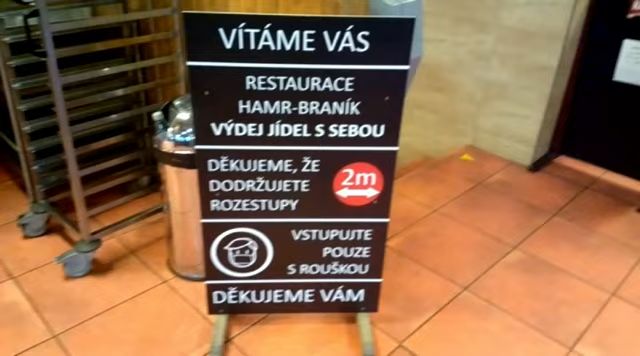 VÍTÁME VÁS
RESTAURACE
HAMR-BRANÍK
VÝDEJ JÍDEL S SEBOU
DĚKUJEME, ŽE
DODRŽUJETE
ROZESTUPY
2m
VSTUPUJTE
POUZE
S ROUŠKOU
DĚKUJEME VÁM